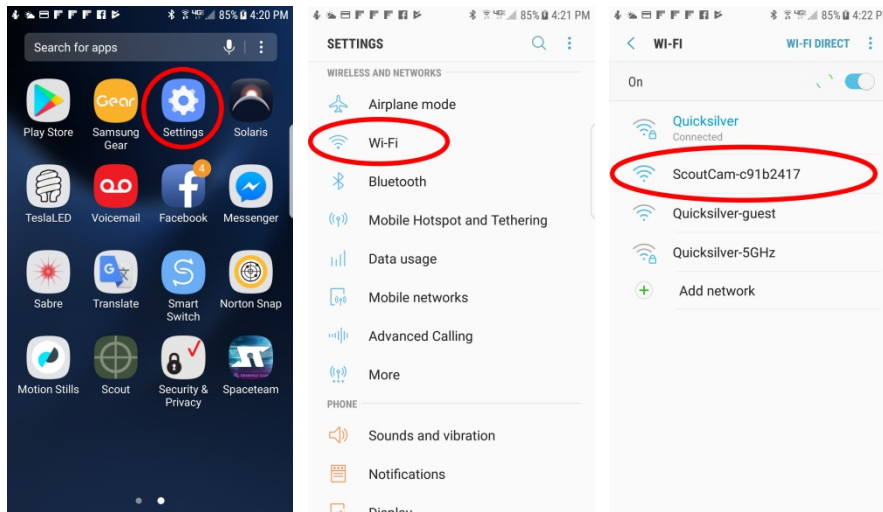 85% 4:20 PM
Search for apps
Gear
Play Store
Samsung Gear
Settings
Solaris
4
TeslaLED
Voicemail
Facebook
Messenger
Sabre
Translate
Smart Switch
Norton Snap
Motion Stills
Scout
Security & Privacy
Spaceteam
85% 4:21 PM
SETTINGS
WIRELESS AND NETWORKS
Airplane mode
Wi-Fi
Bluetooth
Mobile Hotspot and Tethering
Data usage
Mobile networks
Advanced Calling
More
PHONE
Sounds and vibration
Notifications
Display
85% 4:22 P
WI-FI
WI-FI DIRECT
On
Quicksilver
Connected
ScoutCam-c91b2417
Quicksilver-guest
Quicksilver-5GHz
Add network